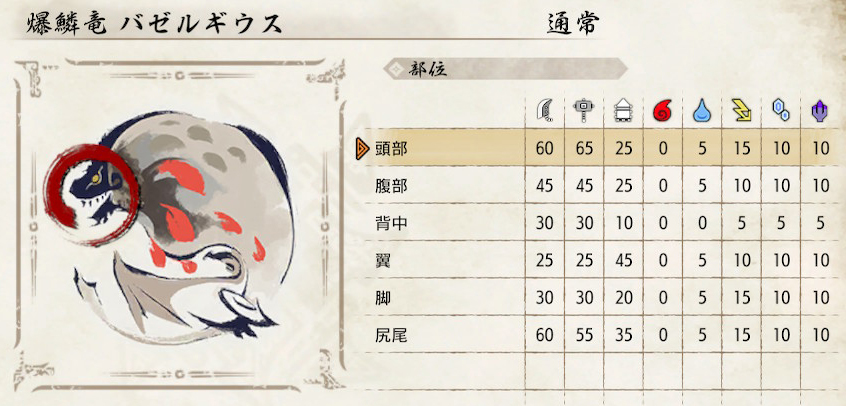 爆鱗竜 バゼルギウス 通常
部位
頭部 60 65 25 0 5 15 10 10
腹部 45 45 25 0 5 10 10 10
背中 30 30 10 0 0 5 5 5
翼 25 25 45 0 5 10 10 10
脚 30 30 20 0 5 15 10 10
尻尾 60 55 35 0 5 15 10 10